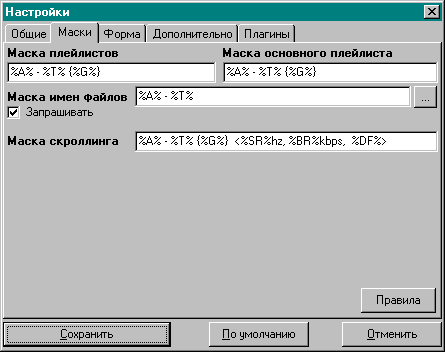 Настройки
Общие Маски Форма Дополнительно Плагины
Маска плейлистов Маска основного плейлиста
%A% - %T% {%G%} %A% - %T% {%G%}
Маска имен файлов %A% - %T% ...
Запрашивать
Маска скроллинга %A% - %T% {%G%} <%SR%hz, %BR%kbps, %DF%>
Правила
Сохранить По умолчанию Отменить